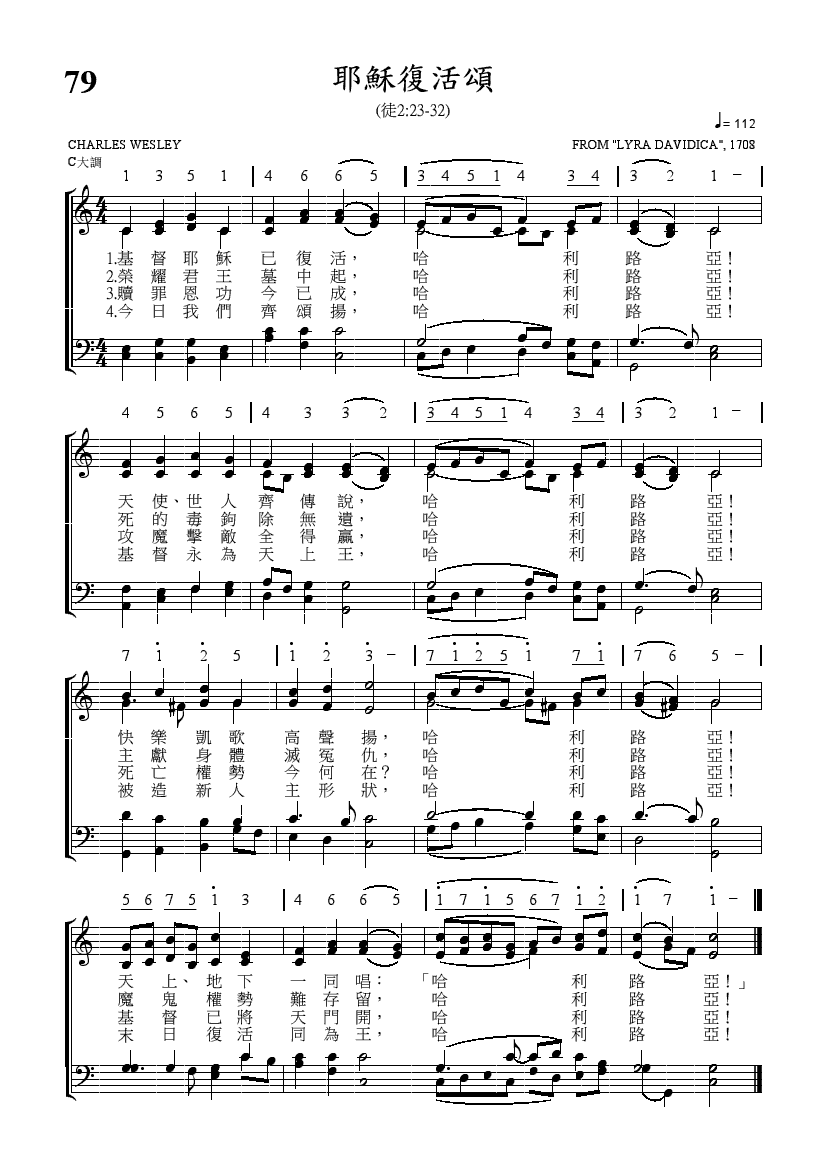 79
耶穌復活頌
(徒2:23-32)
♩= 112
CHARLES WESLEY
FROM "LYRA DAVIDICA", 1708
C大調
1 3 5 1 | 4 6 6 5 | 3 4 5 1 4 3 4 | 3 2 1 – |
1.基督耶穌已復活，哈利路亞！
2.榮耀君王墓中起，哈利路亞！
3.贖罪恩功今已成，哈利路亞！
4.今日我們齊頌揚，哈利路亞！
4 5 6 5 | 4 3 3 2 | 3 4 5 1 4 3 4 | 3 2 1 – |
天使、世人齊傳說，哈利路亞！
死的毒鉤除無遺，哈利路亞！
攻魔擊敵全得贏，哈利路亞！
基督永為天上王，哈利路亞！
7 1̇ 2̇ 5 | 1̇ 2̇ 3̇ – | 7 1̇ 2̇ 5 1̇ 7 1̇ | 7 6 5 – |
快樂凱歌高聲揚，哈利路亞！
主獻身體滅冤仇，哈利路亞！
死亡權勢今何在？哈利路亞！
被造新人主形狀，哈利路亞！
5 6 7 5 1̇ 3 | 4 6 6 5 | 1̇ 7 1̇ 5 6 7 1̇ 2̇ | 1̇ 7 1̇ –
天上、地下一同唱：「哈利路亞！」
魔鬼權勢難存留，哈利路亞！
基督已將天門開，哈利路亞！
末日復活同為王，哈利路亞！